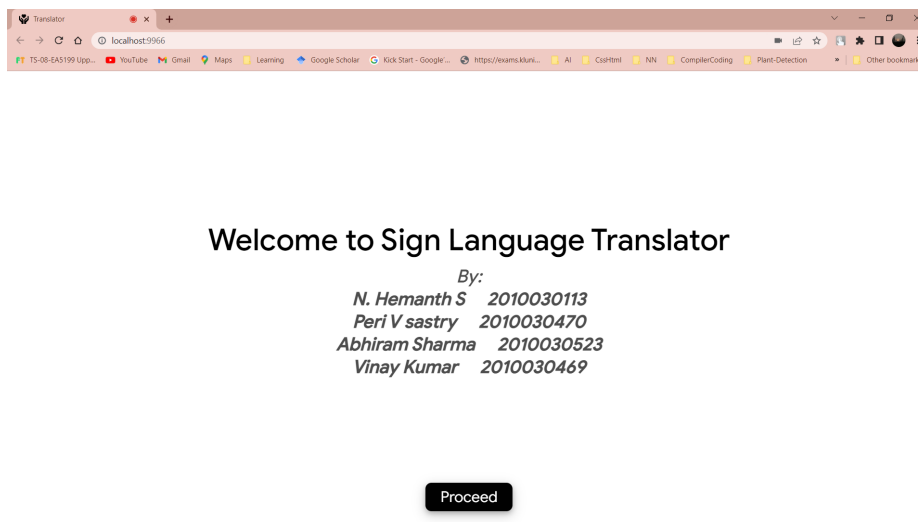 Translator
localhost:9966
TS-08-EA5199 Upp... YouTube Gmail Maps Learning Google Scholar Kick Start - Google'... https://exams.kluni... AI CssHtml NN CompilerCoding Plant-Detection » Other bookmark
Welcome to Sign Language Translator
By:
N. Hemanth S 2010030113
Peri V sastry 2010030470
Abhiram Sharma 2010030523
Vinay Kumar 2010030469
Proceed